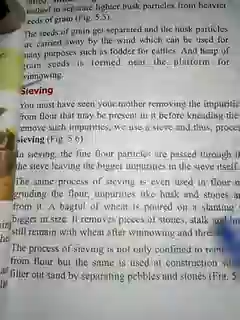 method to separate lighter husk particles from heavier
seeds of grain (Fig. 5.5).
The seeds of grain get separated and the husk particles
are carried away by the wind which can be used for
many purposes such as fodder for cattles. And heap of
grain seeds is formed near the platform for
winnowing.
Sieving
You must have seen your mother removing the impurities
from flour that may be present in it before kneading the
remove such impurities, we use a sieve and thus, process
sieving (Fig. 5.6)
In sieving, the fine flour particles are passed through
the sieve leaving the bigger impurities in the sieve itself.
The same process of sieving is even used in flour
grinding the flour, impurities like husk and stones
from it. A bagful of wheat is poured on a slanting
bigger in size. It removes pieces of stones, stalk
still remain with wheat after winnowing and
The process of sieving is not only confined to
from flour but the same is used at construction
filter out sand by separating pebbles and stones (Fig. 5.